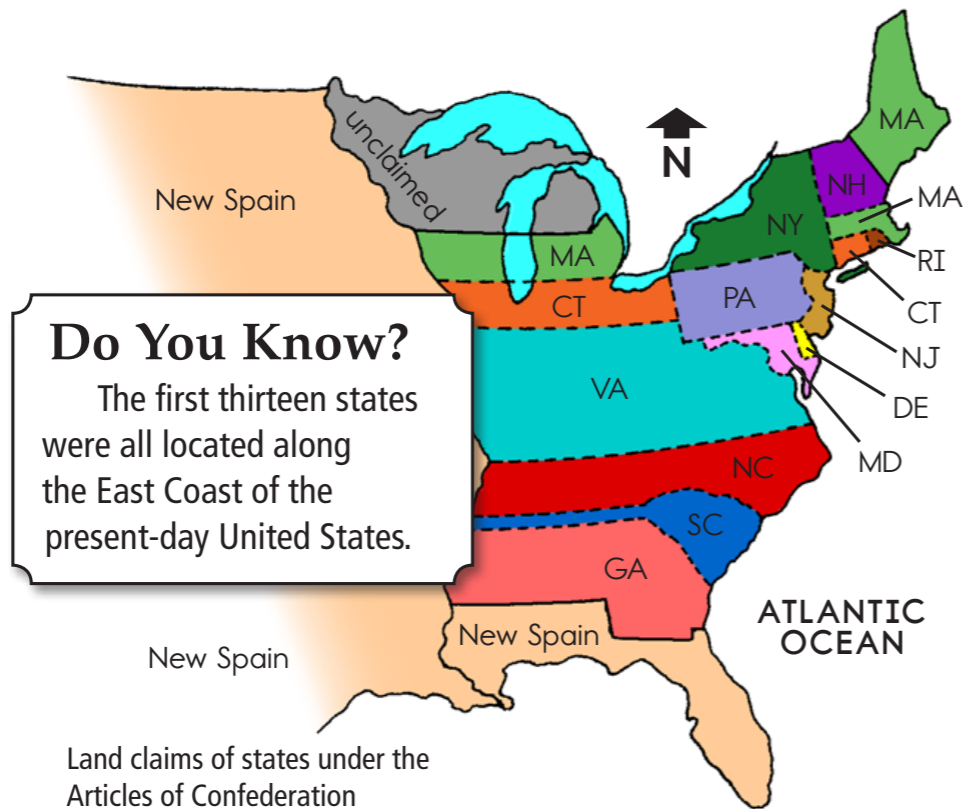 MA
N
unclaimed
NH
New Spain
MA
NY
MA
RI
PA
CT
CT
Do You Know?
NJ
The first thirteen states
were all located along
the East Coast of the
present-day United States.
VA
DE
MD
NC
SC
GA
ATLANTIC
OCEAN
New Spain
New Spain
Land claims of states under the
Articles of Confederation